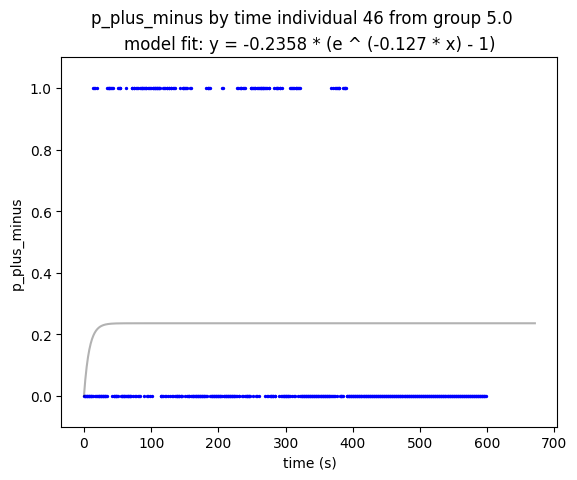 p_plus_minus by time individual 46 from group 5.0
model fit: y = -0.2358 * (e ^ (-0.127 * x) - 1)
1.0
0.8
0.6
0.4
0.2
0.0
p_plus_minus
0 100 200 300 400 500 600 700
time (s)